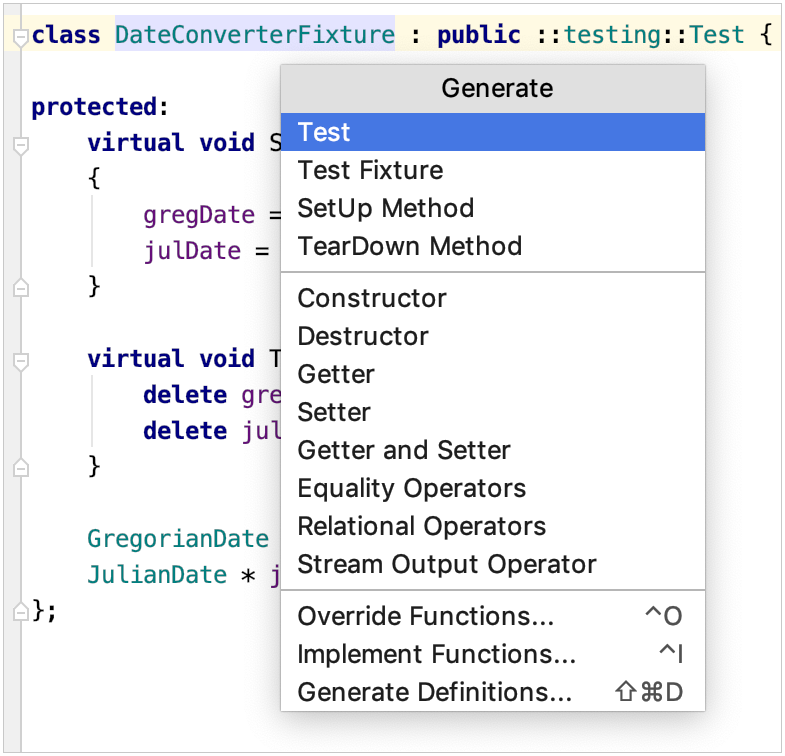 class DateConverterFixture : public ::testing::Test {
Generate
protected:
Test
virtual void S
Test Fixture
{
SetUp Method
gregDate =
TearDown Method
julDate =
}
Constructor
Destructor
virtual void T
Getter
delete gre
Setter
delete jul
Getter and Setter
}
Equality Operators
Relational Operators
GregorianDate
Stream Output Operator
JulianDate * j
};
Override Functions... ^O
Implement Functions... ^I
Generate Definitions... ⇧⌘D